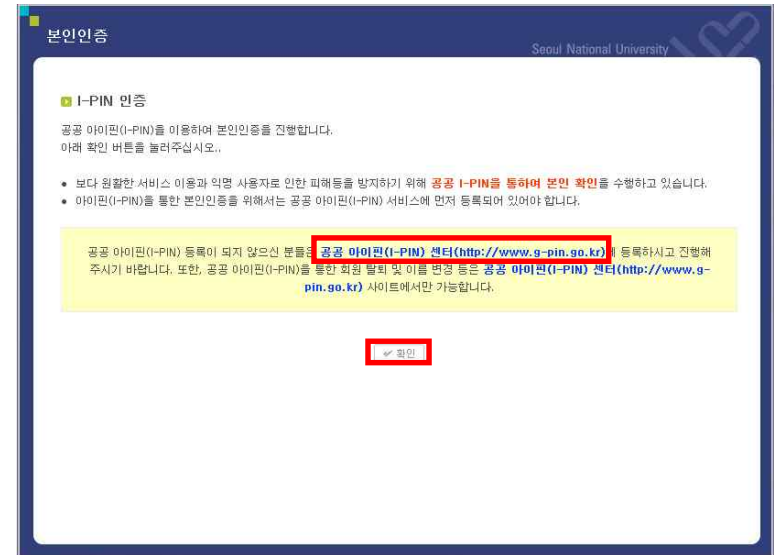 본인인증
Seoul National University
I-PIN 인증
공공 아이핀(I-PIN)을 이용하여 본인인증을 진행합니다.
아래 확인 버튼을 눌러주십시오..
• 보다 원활한 서비스 이용과 익명 사용자로 인한 피해등을 방지하기 위해 공공 I-PIN을 통하여 본인 확인을 수행하고 있습니다.
• 아이핀(I-PIN)을 통한 본인인증을 위해서는 공공 아이핀(I-PIN) 서비스에 먼저 등록되어 있어야 합니다.
공공 아이핀(I-PIN) 등록이 되지 않으신 분들은 공공 아이핀(I-PIN) 센터(http://www.g-pin.go.kr)에 등록하시고 진행해
주시기 바랍니다. 또한, 공공 아이핀(I-PIN)을 통한 회원 탈퇴 및 이름 변경 등은 공공 아이핀(I-PIN) 센터(http://www.g-
pin.go.kr) 사이트에서만 가능합니다.
확인